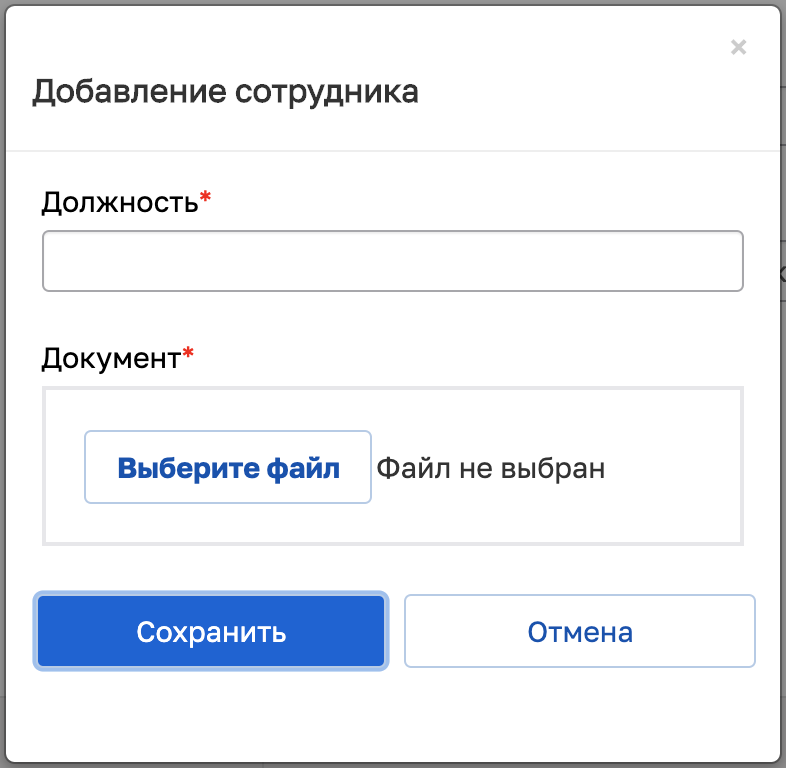 ×
Добавление сотрудника
Должность*
Документ*
Выберите файл Файл не выбран
Сохранить Отмена